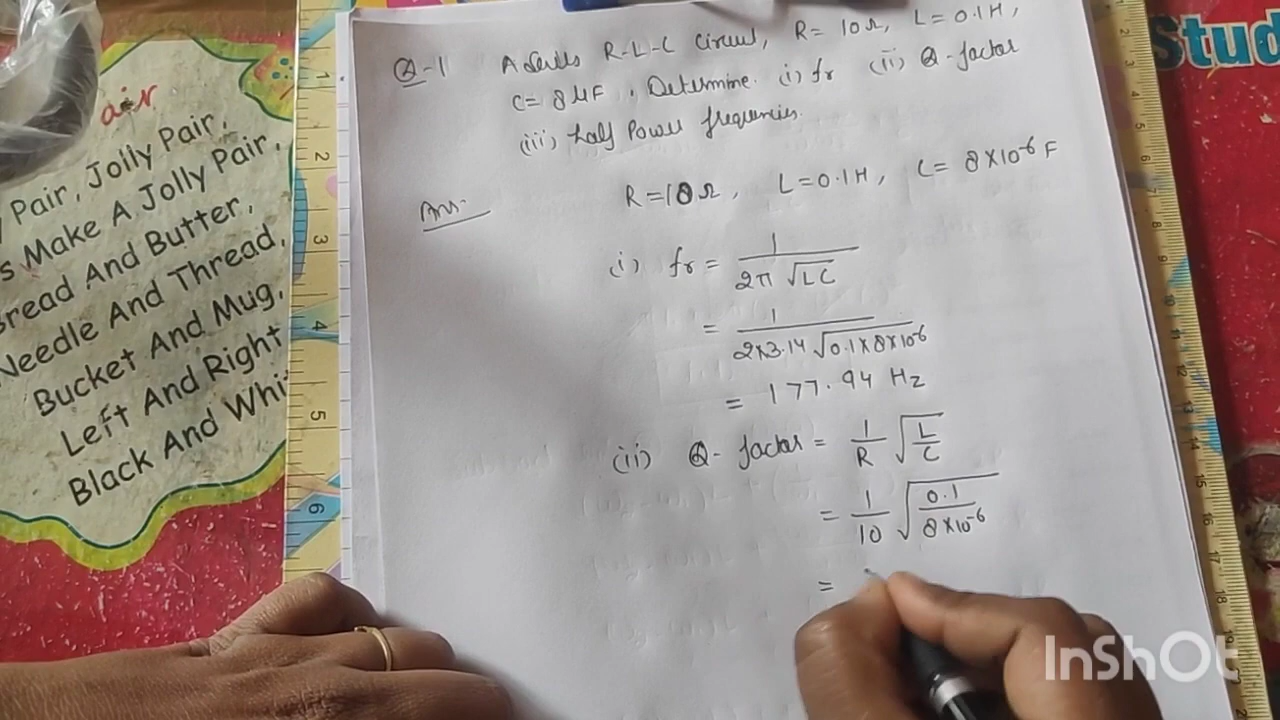 Stud
air
Pair, Jolly Pair,
s Make A Jolly Pair.
Bread And Butter,
Needle And Thread,
Bucket And Mug,
Left And Right
Black And Whi
Q-1 A Series R-L-C Circuit, R= 10Ω, L= 0.1H,
C= 8µF. Determine (i) fr (ii) Q-factor
(iii) half Power frequencies.
Ans. R=10Ω, L=0.1H, C= 8×10⁻⁶ F
(i) fr = 1/(2π √LC)
= 1/(2×3.14 √0.1×8×10⁻⁶)
= 177.94 Hz
(ii) Q-factor = 1/R √(L/C)
= 1/10 √(0.1/(8×10⁻⁶))
=
InShOt